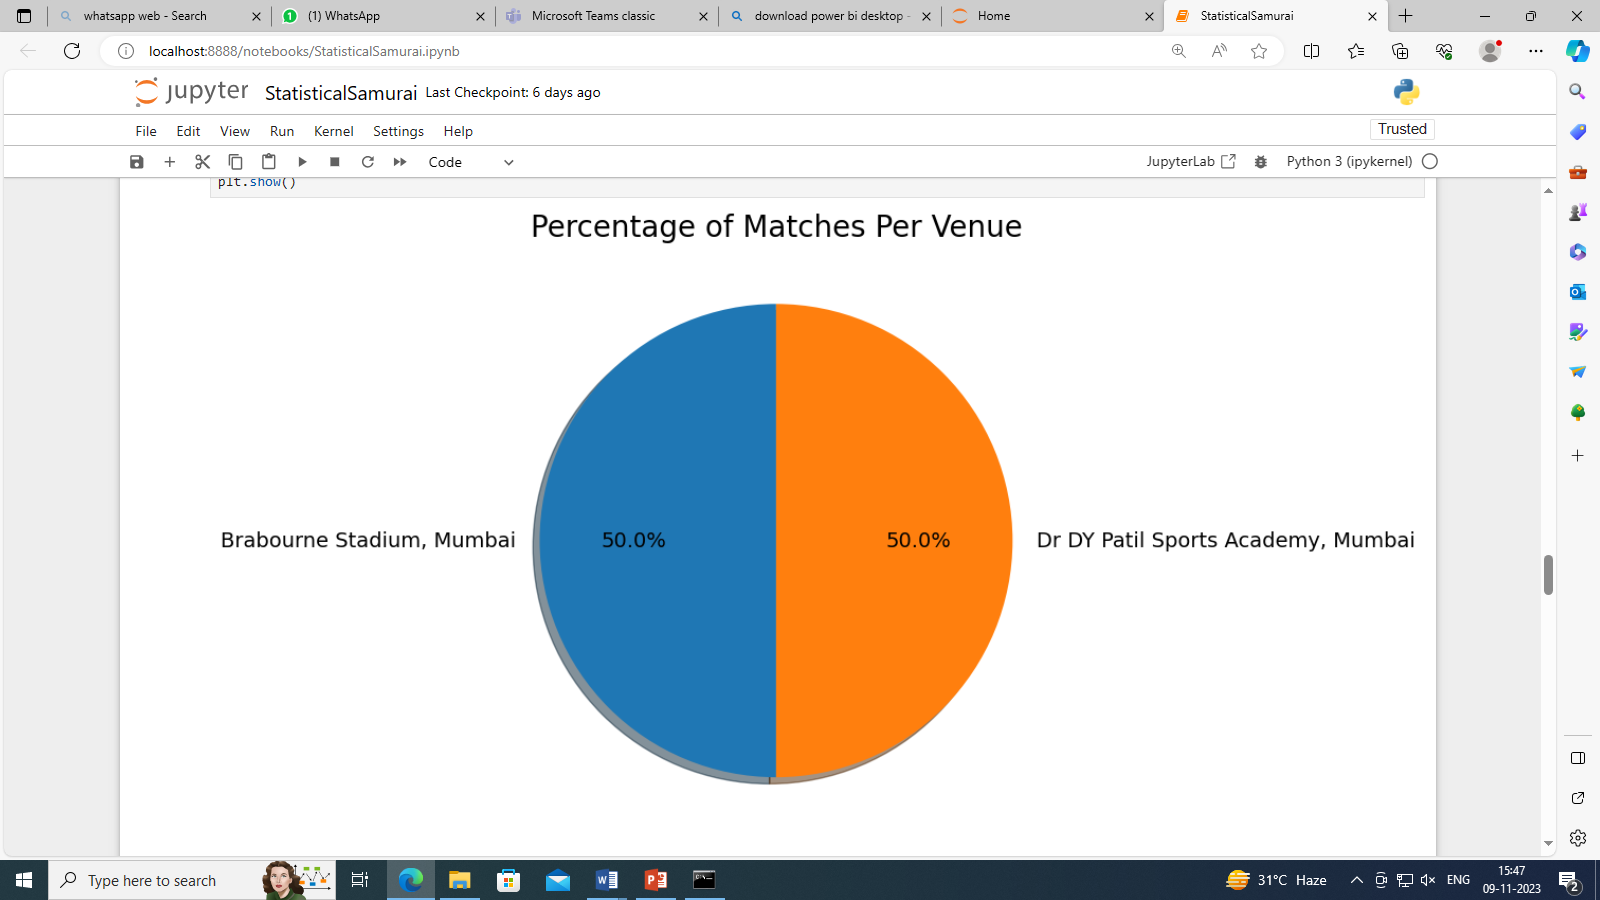 whatsapp web - Search
(1) WhatsApp
Microsoft Teams classic
download power bi desktop -
Home
StatisticalSamurai
localhost:8888/notebooks/StatisticalSamurai.ipynb
jupyter StatisticalSamurai Last Checkpoint: 6 days ago
File Edit View Run Kernel Settings Help Trusted
Code JupyterLab Python 3 (ipykernel)
plt.show()
Percentage of Matches Per Venue
Brabourne Stadium, Mumbai 50.0% 50.0% Dr DY Patil Sports Academy, Mumbai
Type here to search 31°C Haze ENG 15:47
09-11-2023 2